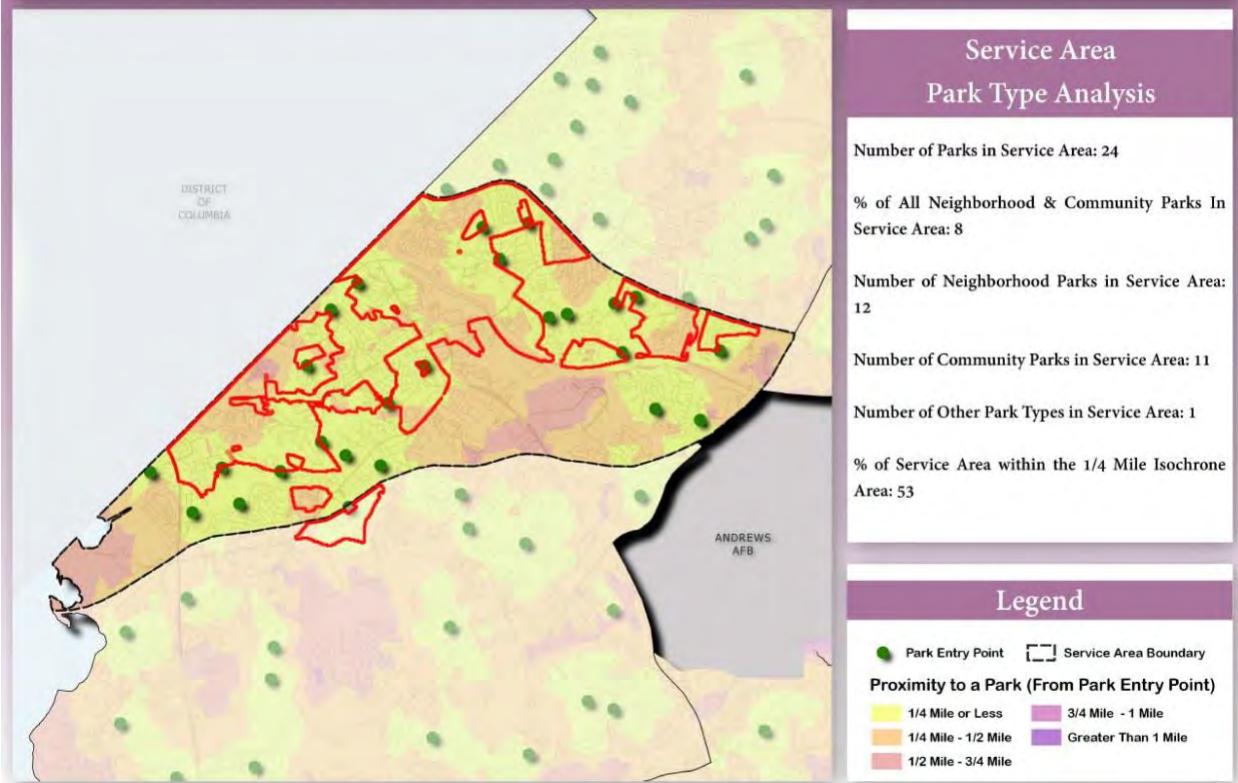 DISTRICT
OF
COLUMBIA
ANDREWS
AFB
Service Area
Park Type Analysis
Number of Parks in Service Area: 24
% of All Neighborhood & Community Parks In
Service Area: 8
Number of Neighborhood Parks in Service Area:
12
Number of Community Parks in Service Area: 11
Number of Other Park Types in Service Area: 1
% of Service Area within the 1/4 Mile Isochrone
Area: 53
Legend
Park Entry Point
Service Area Boundary
Proximity to a Park (From Park Entry Point)
1/4 Mile or Less
3/4 Mile - 1 Mile
1/4 Mile - 1/2 Mile
Greater Than 1 Mile
1/2 Mile - 3/4 Mile